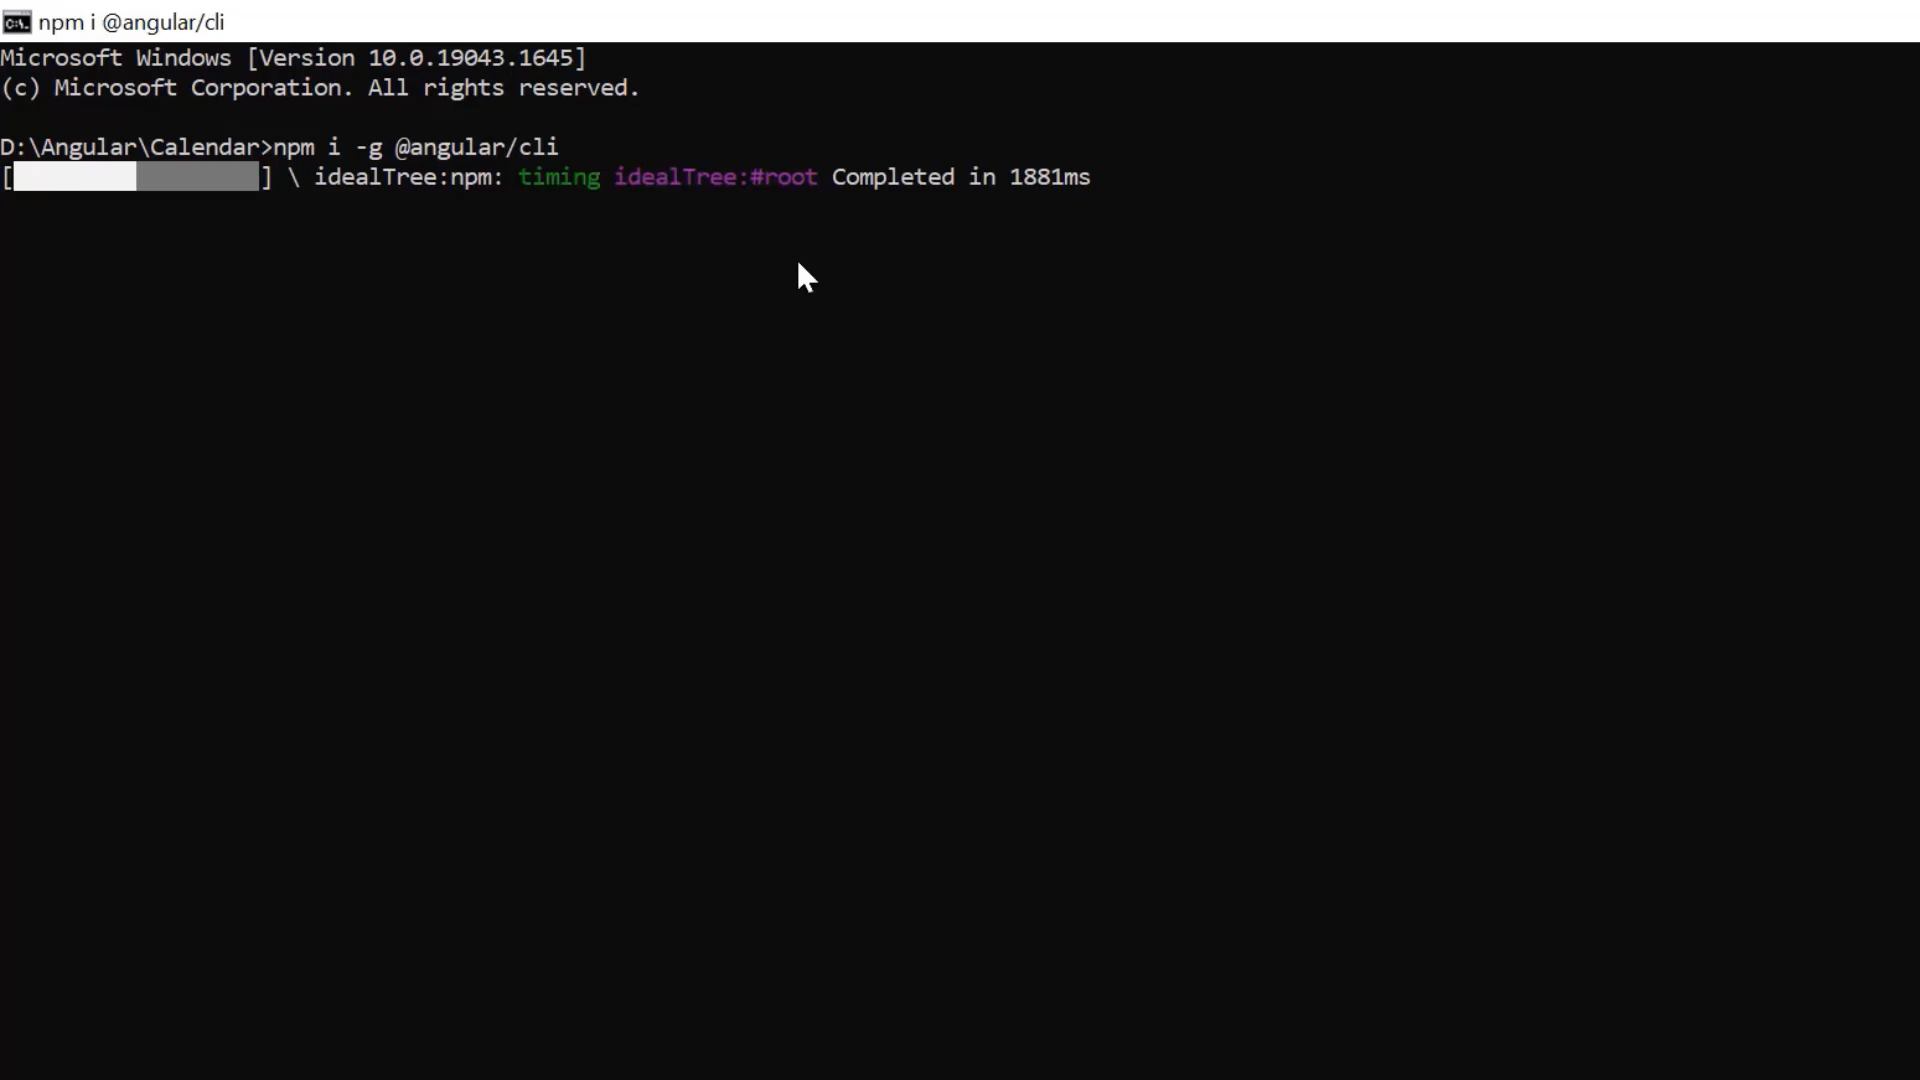 npm i @angular/cli
Microsoft Windows [Version 10.0.19043.1645]
(c) Microsoft Corporation. All rights reserved.
D:\Angular\Calendar>npm i -g @angular/cli
[] \ idealTree:npm: timing idealTree:#root Completed in 1881ms